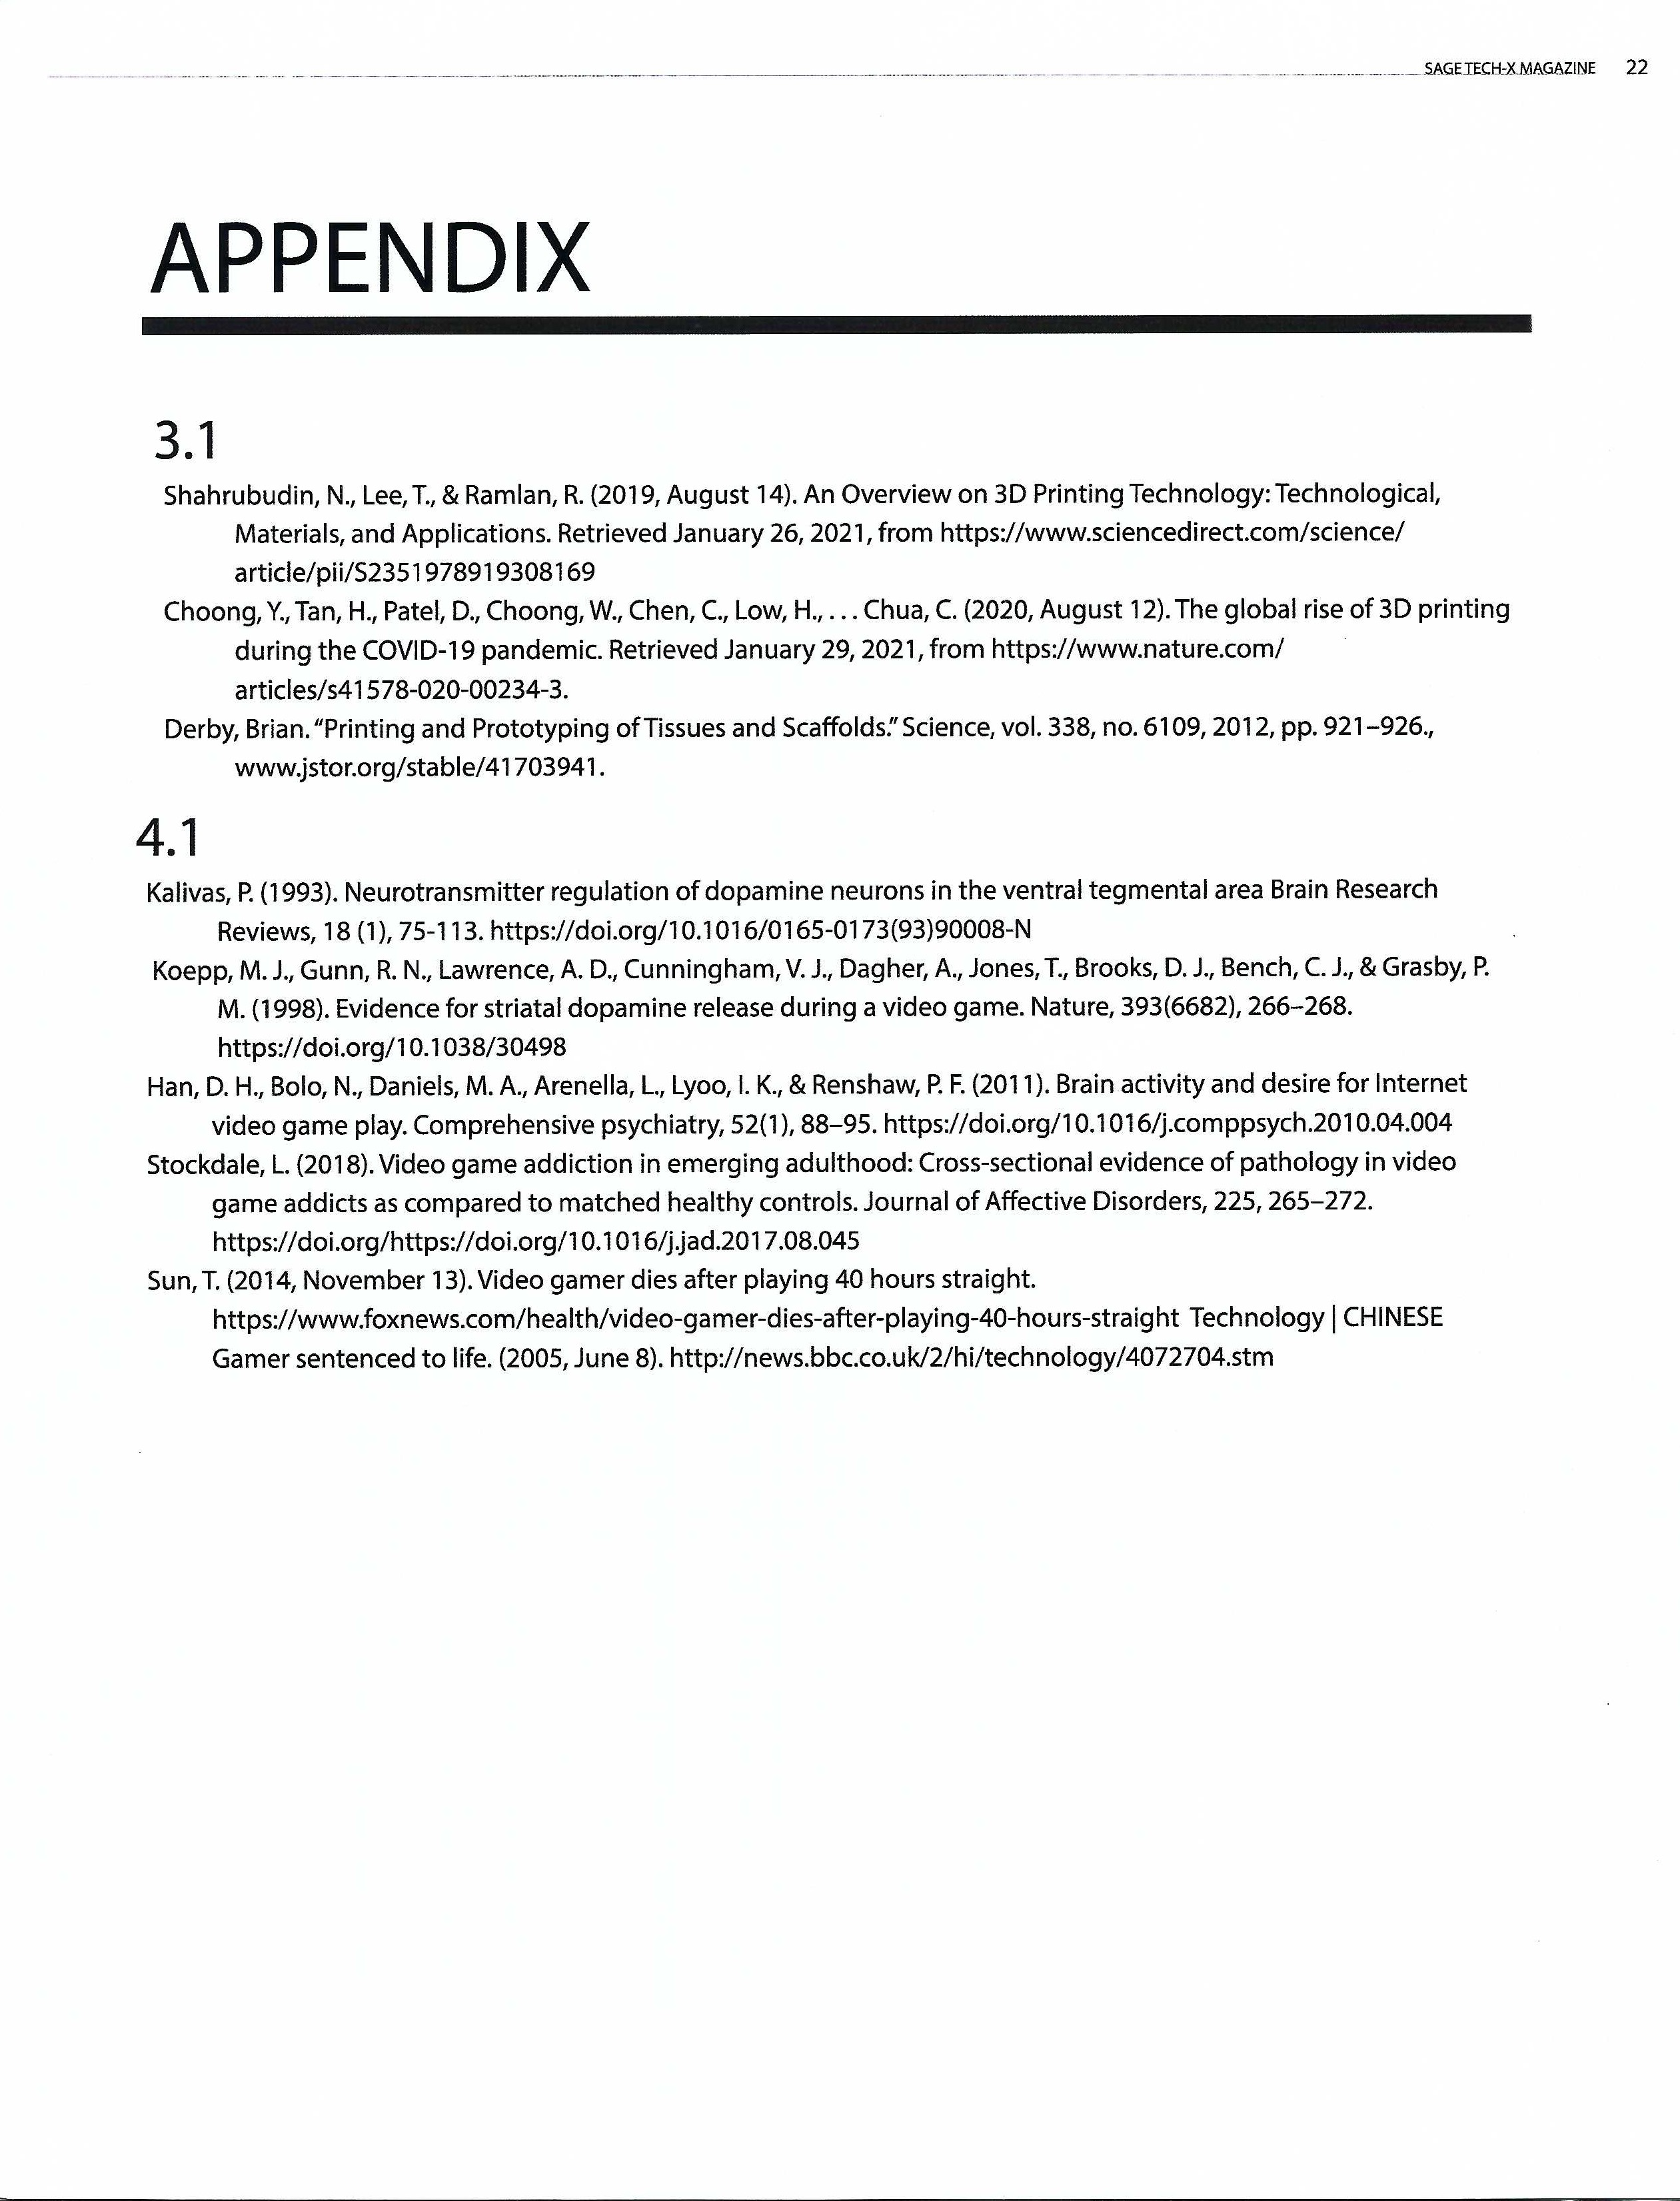 SAGE TECH-X MAGAZINE 22
APPENDIX
3.1
Shahrubudin, N., Lee, T., & Ramlan, R. (2019, August 14). An Overview on 3D Printing Technology: Technological,
Materials, and Applications. Retrieved January 26, 2021, from https://www.sciencedirect.com/science/
article/pii/S2351978919308169
Choong, Y., Tan, H., Patel, D., Choong, W., Chen, C., Low, H., . . . Chua, C. (2020, August 12). The global rise of 3D printing
during the COVID-19 pandemic. Retrieved January 29, 2021, from https://www.nature.com/
articles/s41578-020-00234-3.
Derby, Brian. “Printing and Prototyping of Tissues and Scaffolds.” Science, vol. 338, no. 6109, 2012, pp. 921–926.,
www.jstor.org/stable/41703941.
4.1
Kalivas, P. (1993). Neurotransmitter regulation of dopamine neurons in the ventral tegmental area Brain Research
Reviews, 18 (1), 75-113. https://doi.org/10.1016/0165-0173(93)90008-N
Koepp, M. J., Gunn, R. N., Lawrence, A. D., Cunningham, V. J., Dagher, A., Jones, T., Brooks, D. J., Bench, C. J., & Grasby, P.
M. (1998). Evidence for striatal dopamine release during a video game. Nature, 393(6682), 266–268.
https://doi.org/10.1038/30498
Han, D. H., Bolo, N., Daniels, M. A., Arenella, L., Lyoo, I. K., & Renshaw, P. F. (2011). Brain activity and desire for Internet
video game play. Comprehensive psychiatry, 52(1), 88–95. https://doi.org/10.1016/j.comppsych.2010.04.004
Stockdale, L. (2018). Video game addiction in emerging adulthood: Cross-sectional evidence of pathology in video
game addicts as compared to matched healthy controls. Journal of Affective Disorders, 225, 265–272.
https://doi.org/https://doi.org/10.1016/j.jad.2017.08.045
Sun, T. (2014, November 13). Video gamer dies after playing 40 hours straight.
https://www.foxnews.com/health/video-gamer-dies-after-playing-40-hours-straight Technology | CHINESE
Gamer sentenced to life. (2005, June 8). http://news.bbc.co.uk/2/hi/technology/4072704.stm